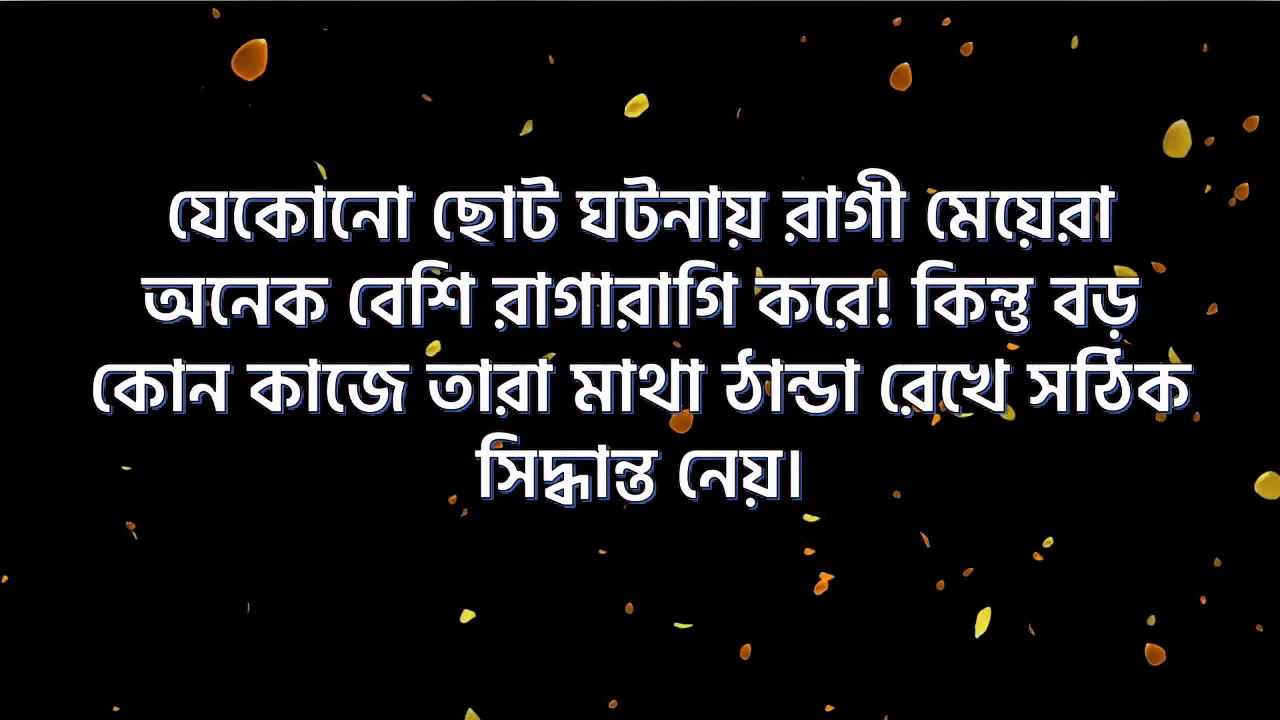 যেকোনো ছোট ঘটনায় রাগী মেয়েরা
অনেক বেশি রাগারাগি করে! কিন্তু বড়
কোন কাজে তারা মাথা ঠান্ডা রেখে সঠিক
সিদ্ধান্ত নেয়।